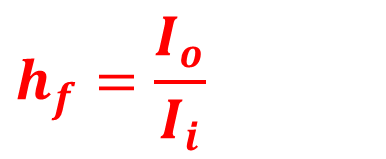 h_f = I_o / I_i